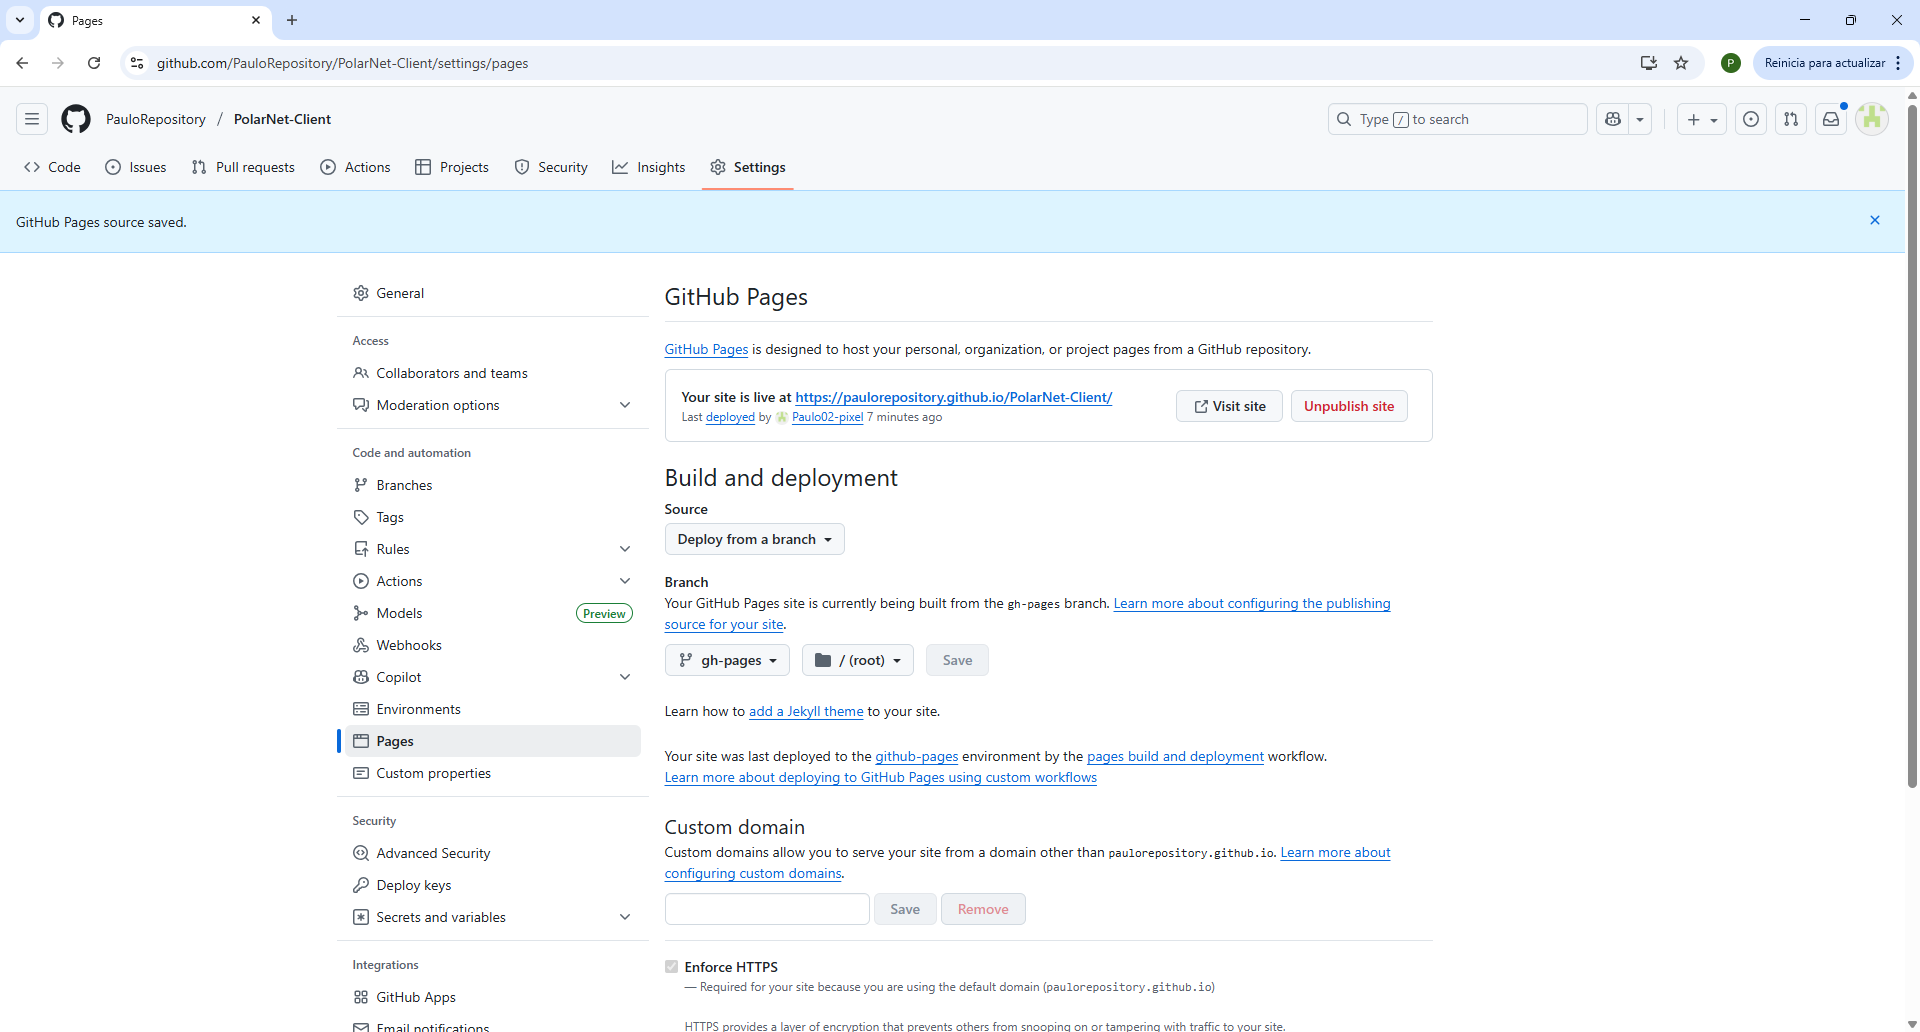 Pages
github.com/PauloRepository/PolarNet-Client/settings/pages
P
Reinicia para actualizar
PauloRepository / PolarNet-Client
Type / to search
Code
Issues
Pull requests
Actions
Projects
Security
Insights
Settings
GitHub Pages source saved.
General
Access
Collaborators and teams
Moderation options
Code and automation
Branches
Tags
Rules
Actions
Models
Preview
Webhooks
Copilot
Environments
Pages
Custom properties
Security
Advanced Security
Deploy keys
Secrets and variables
Integrations
GitHub Apps
Email notifications
GitHub Pages
GitHub Pages is designed to host your personal, organization, or project pages from a GitHub repository.
Your site is live at https://paulorepository.github.io/PolarNet-Client/
Last deployed by Paulo02-pixel 7 minutes ago
Visit site
Unpublish site
Build and deployment
Source
Deploy from a branch
Branch
Your GitHub Pages site is currently being built from the gh-pages branch. Learn more about configuring the publishing
source for your site.
gh-pages
/ (root)
Save
Learn how to add a Jekyll theme to your site.
Your site was last deployed to the github-pages environment by the pages build and deployment workflow.
Learn more about deploying to GitHub Pages using custom workflows
Custom domain
Custom domains allow you to serve your site from a domain other than paulorepository.github.io. Learn more about
configuring custom domains.
Save
Remove
Enforce HTTPS
— Required for your site because you are using the default domain (paulorepository.github.io)
HTTPS provides a layer of encryption that prevents others from snooping on or tampering with traffic to your site.